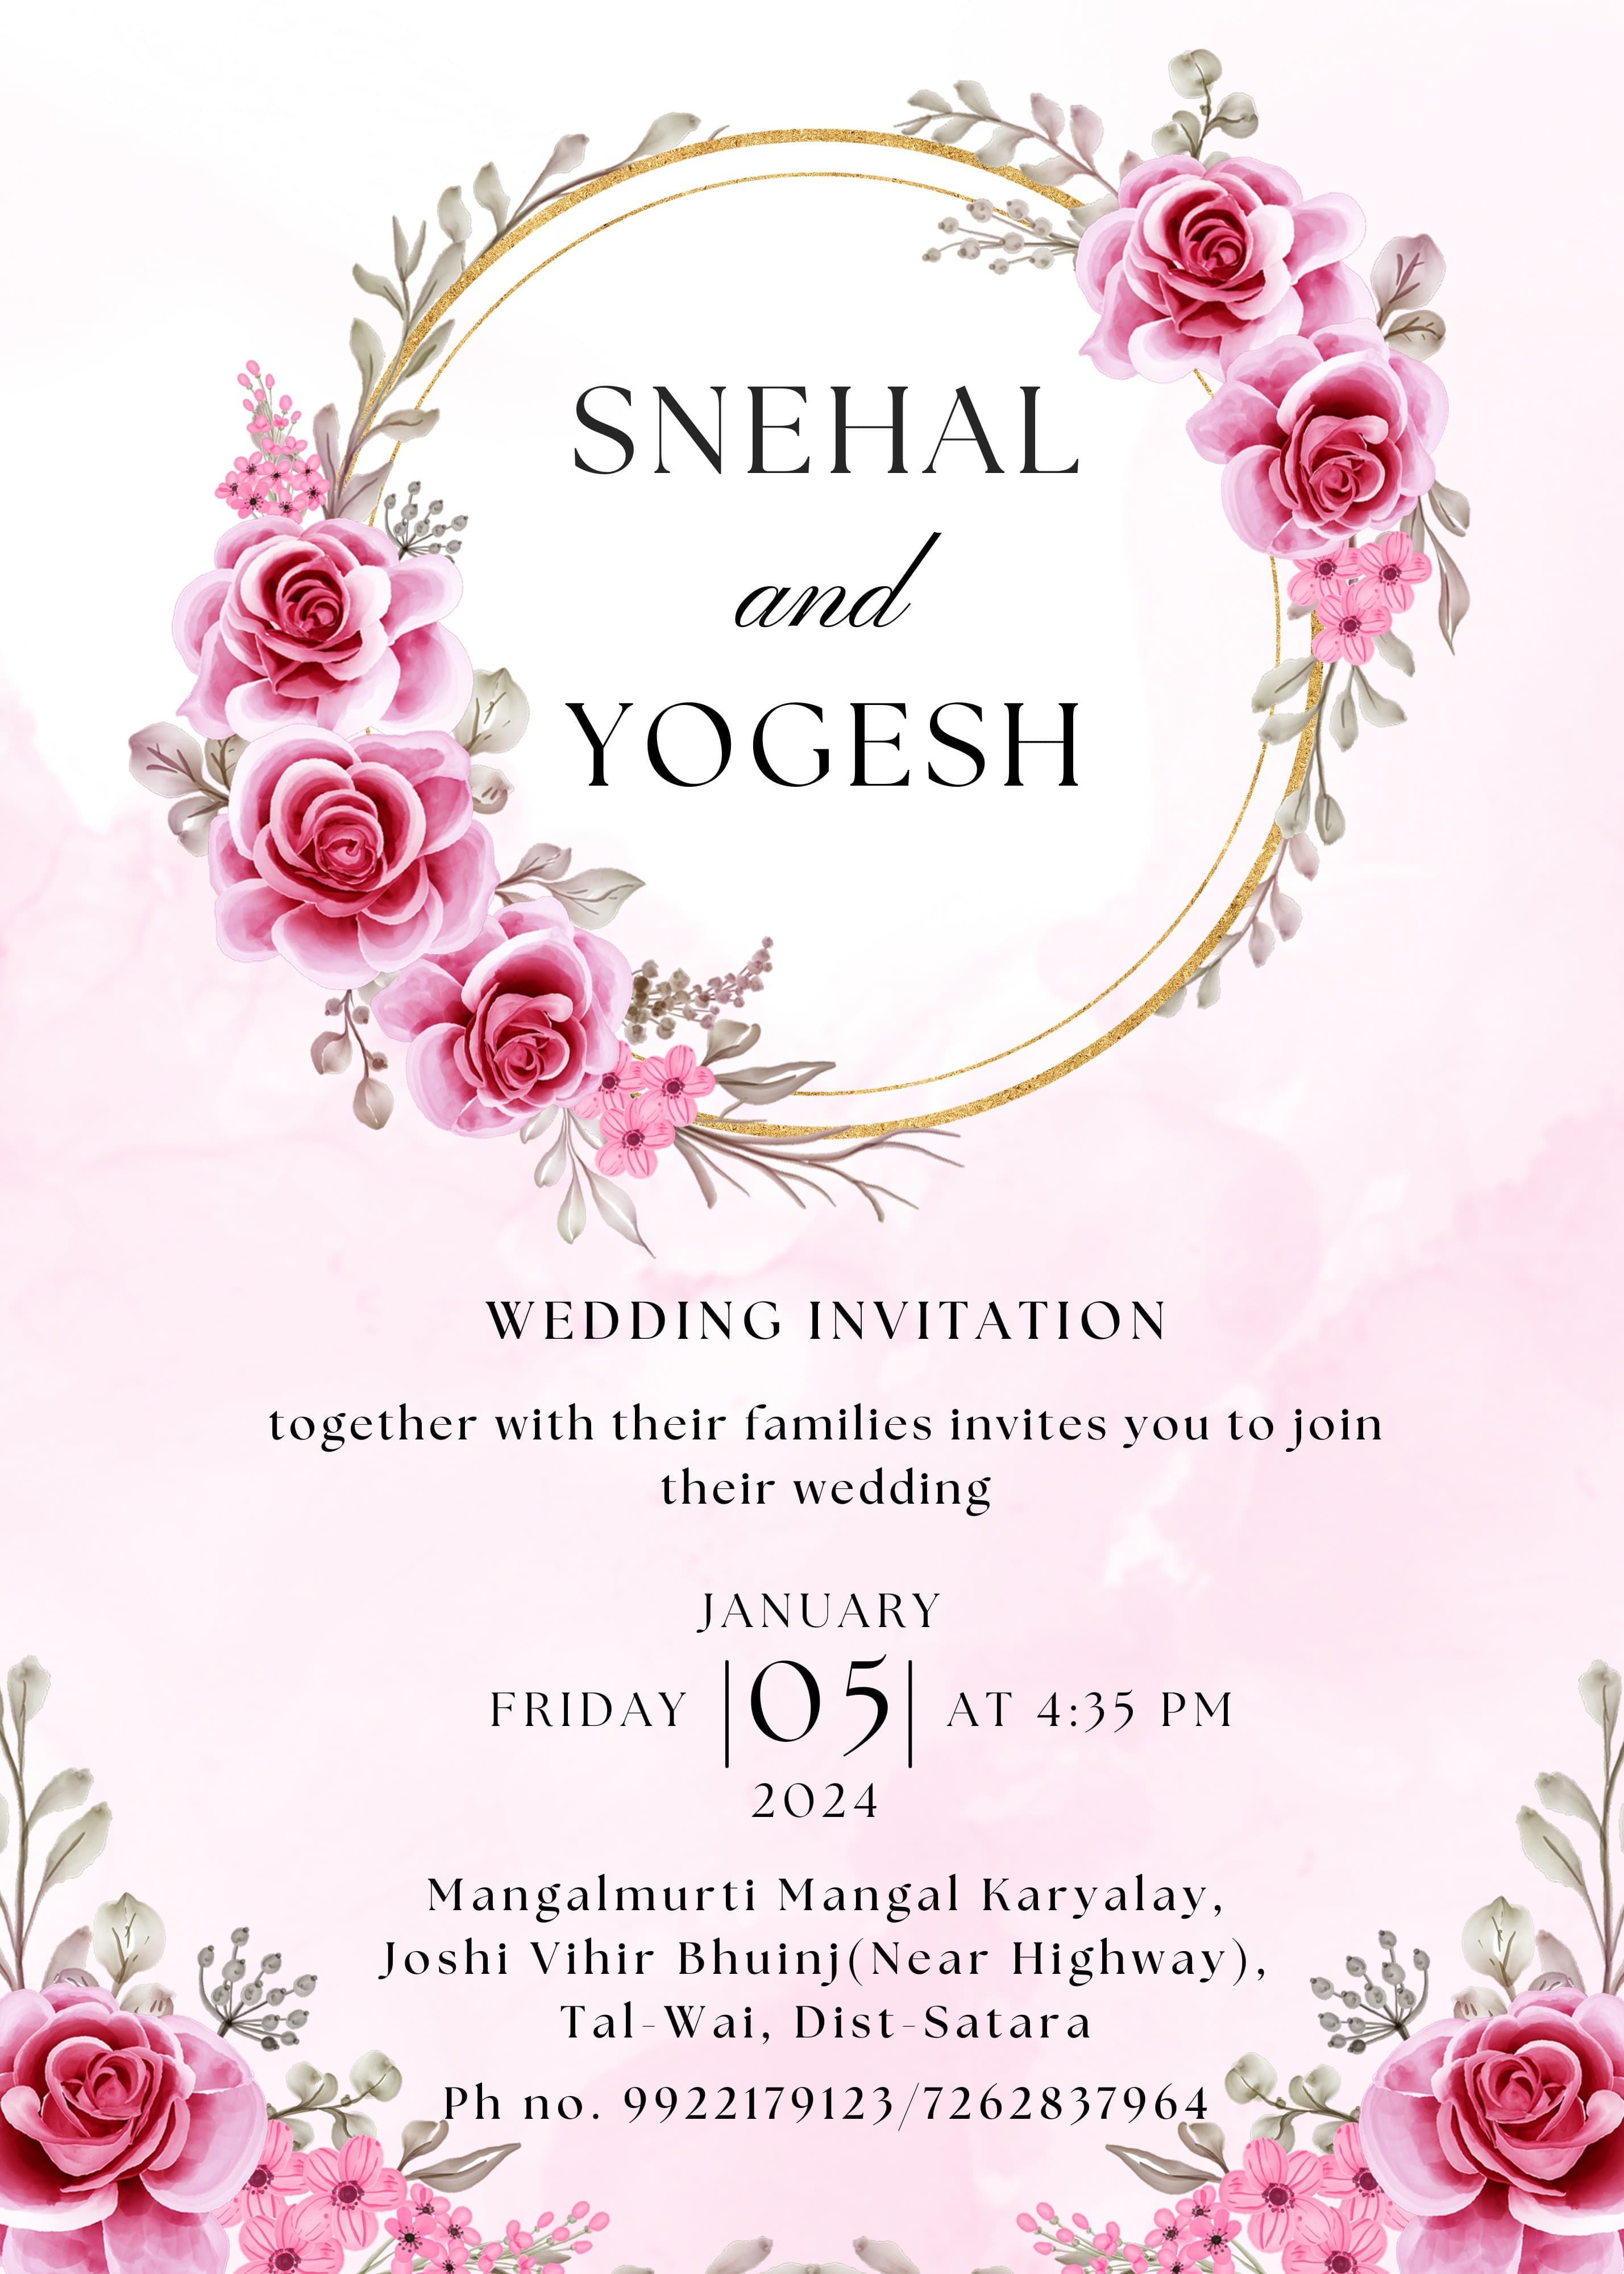 SNEHAL
and
YOGESH
WEDDING INVITATION
together with their families invites you to join
their wedding
JANUARY
FRIDAY |05| AT 4:35 PM
2024
Mangalmurti Mangal Karyalay,
Joshi Vihir Bhuinj(Near Highway),
Tal-Wai, Dist-Satara
Ph no. 9922179123/7262837964